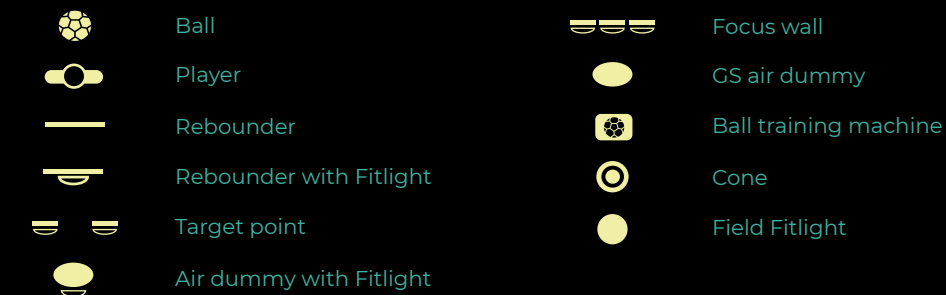 Ball
Player
Rebounder
Rebounder with Fitlight
Target point
Air dummy with Fitlight
Focus wall
GS air dummy
Ball training machine
Cone
Field Fitlight